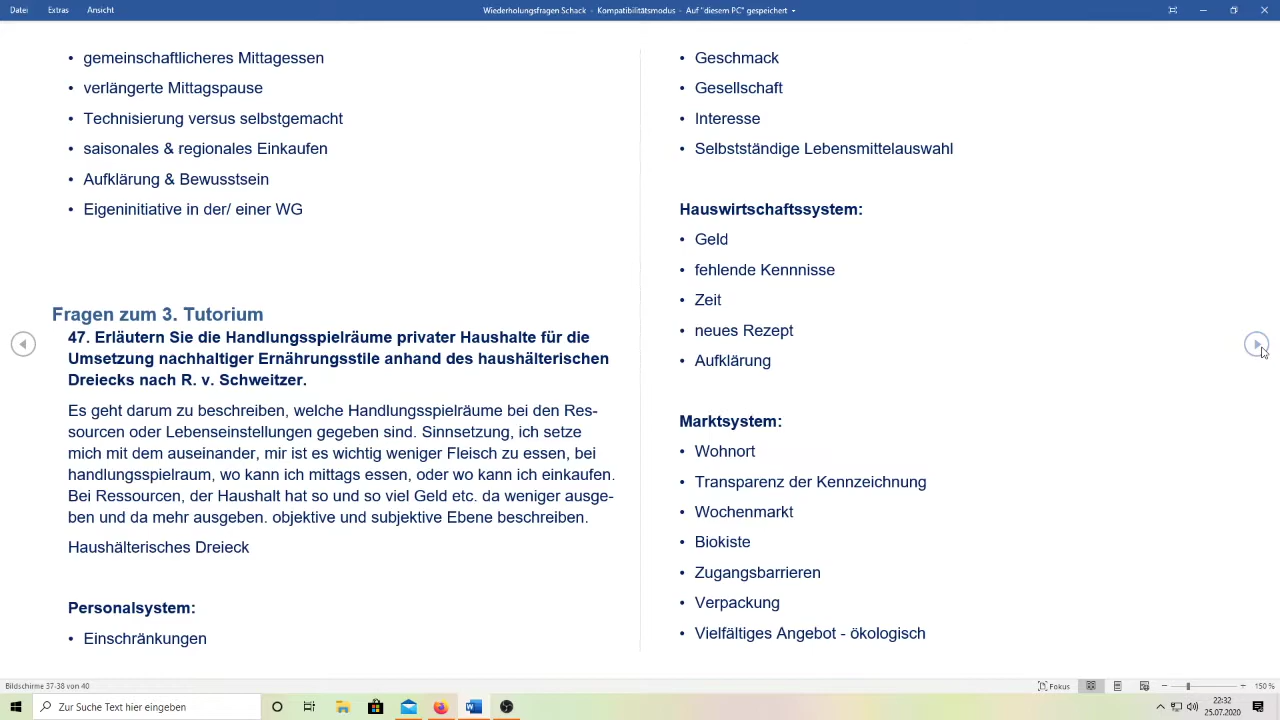 Datei Extras Ansicht
Wiederholungsfragen Schack - Kompatibilitätsmodus - Auf "diesem PC" gespeichert
• gemeinschaftlicheres Mittagessen
• verlängerte Mittagspause
• Technisierung versus selbstgemacht
• saisonales & regionales Einkaufen
• Aufklärung & Bewusstsein
• Eigeninitiative in der/ einer WG
Fragen zum 3. Tutorium
47. Erläutern Sie die Handlungsspielräume privater Haushalte für die
Umsetzung nachhaltiger Ernährungsstile anhand des haushälterischen
Dreiecks nach R. v. Schweitzer.
Es geht darum zu beschreiben, welche Handlungsspielräume bei den Res-
sourcen oder Lebenseinstellungen gegeben sind. Sinnsetzung, ich setze
mich mit dem auseinander, mir ist es wichtig weniger Fleisch zu essen, bei
handlungsspielraum, wo kann ich mittags essen, oder wo kann ich einkaufen.
Bei Ressourcen, der Haushalt hat so und so viel Geld etc. da weniger ausge-
ben und da mehr ausgeben. objektive und subjektive Ebene beschreiben.
Haushälterisches Dreieck
Personalsystem:
• Einschränkungen
• Geschmack
• Gesellschaft
• Interesse
• Selbstständige Lebensmittelauswahl
Hauswirtschaftssystem:
• Geld
• fehlende Kennnisse
• Zeit
• neues Rezept
• Aufklärung
Marktsystem:
• Wohnort
• Transparenz der Kennzeichnung
• Wochenmarkt
• Biokiste
• Zugangsbarrieren
• Verpackung
• Vielfältiges Angebot - ökologisch
Bildschirme 37-38 von 40
Fokus
150 %
Zur Suche Text hier eingeben
22:32
25.07.2020